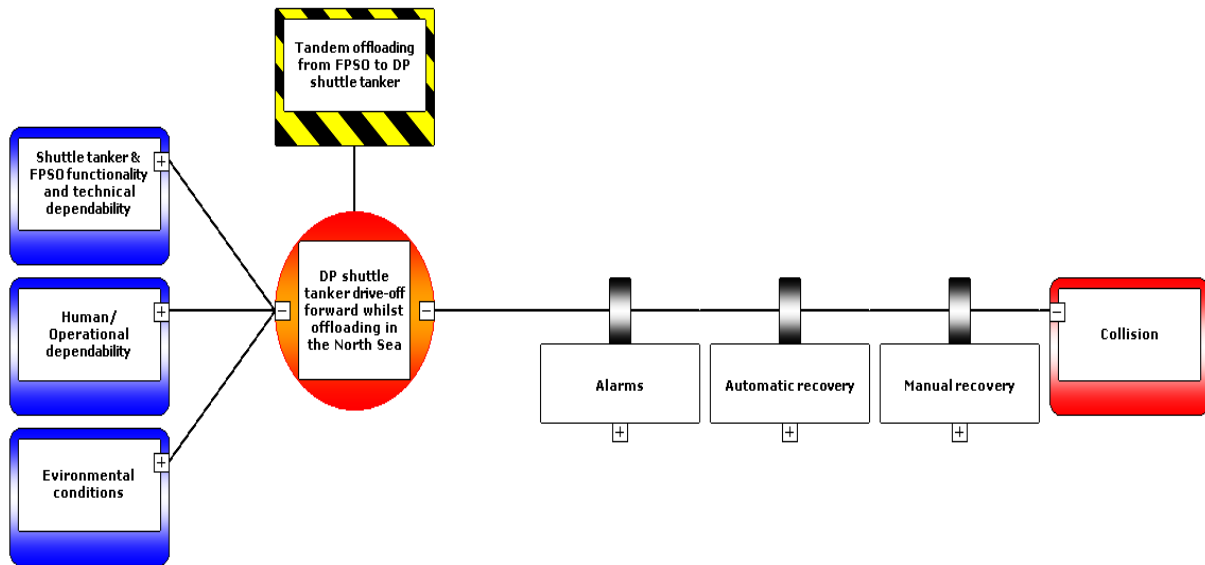 Tandem offloading
from FPSO to DP
shuttle tanker
Shuttle tanker &
FPSO functionality
and technical
dependability
Human/
Operational
dependability
Evironmental
conditions
DP shuttle
tanker drive-off
forward whilst
offloading in
the North Sea
Alarms
Automatic recovery
Manual recovery
Collision